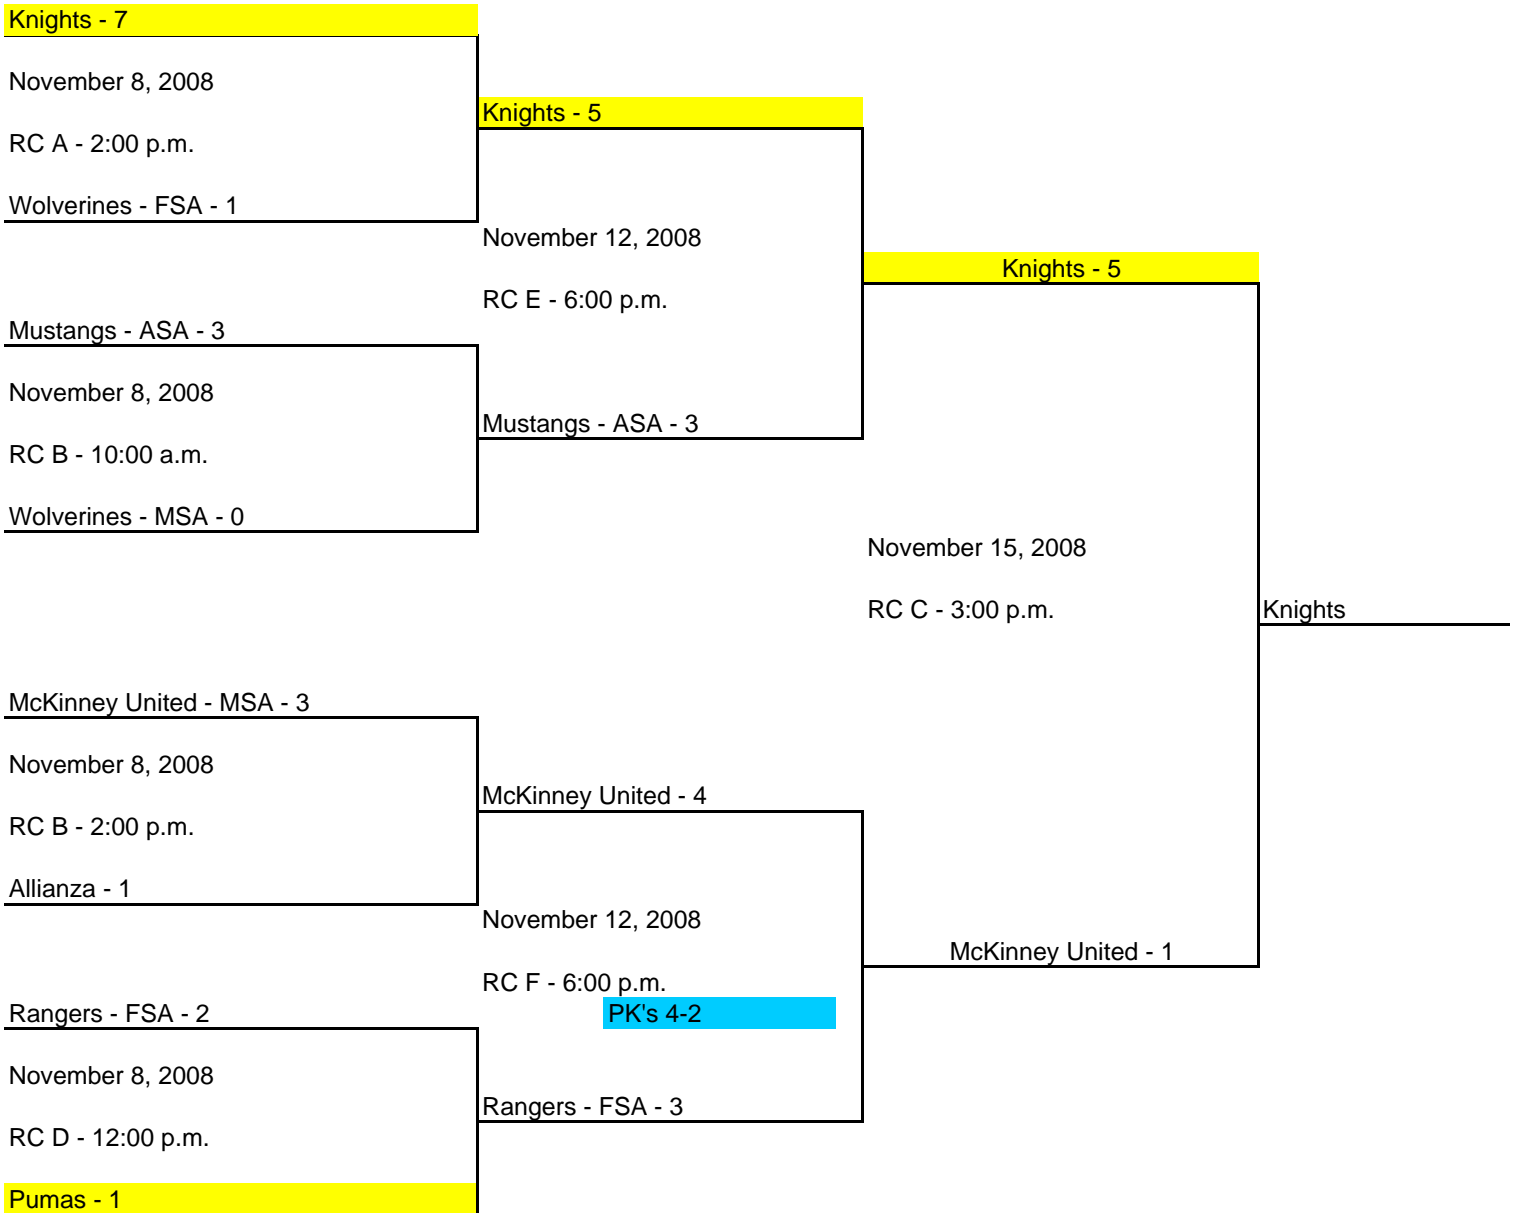 Knights - 7
November 8, 2008
RC A - 2:00 p.m.
Wolverines - FSA - 1
Mustangs - ASA - 3
November 8, 2008
RC B - 10:00 a.m.
Wolverines - MSA - 0
McKinney United - MSA - 3
November 8, 2008
RC B - 2:00 p.m.
Allianza - 1
Rangers - FSA - 2
November 8, 2008
RC D - 12:00 p.m.
Pumas - 1
Knights - 5
November 12, 2008
RC E - 6:00 p.m.
Mustangs - ASA - 3
McKinney United - 4
November 12, 2008
RC F - 6:00 p.m.
PK's 4-2
Rangers - FSA - 3
Knights - 5
November 15, 2008
RC C - 3:00 p.m.
McKinney United - 1
Knights